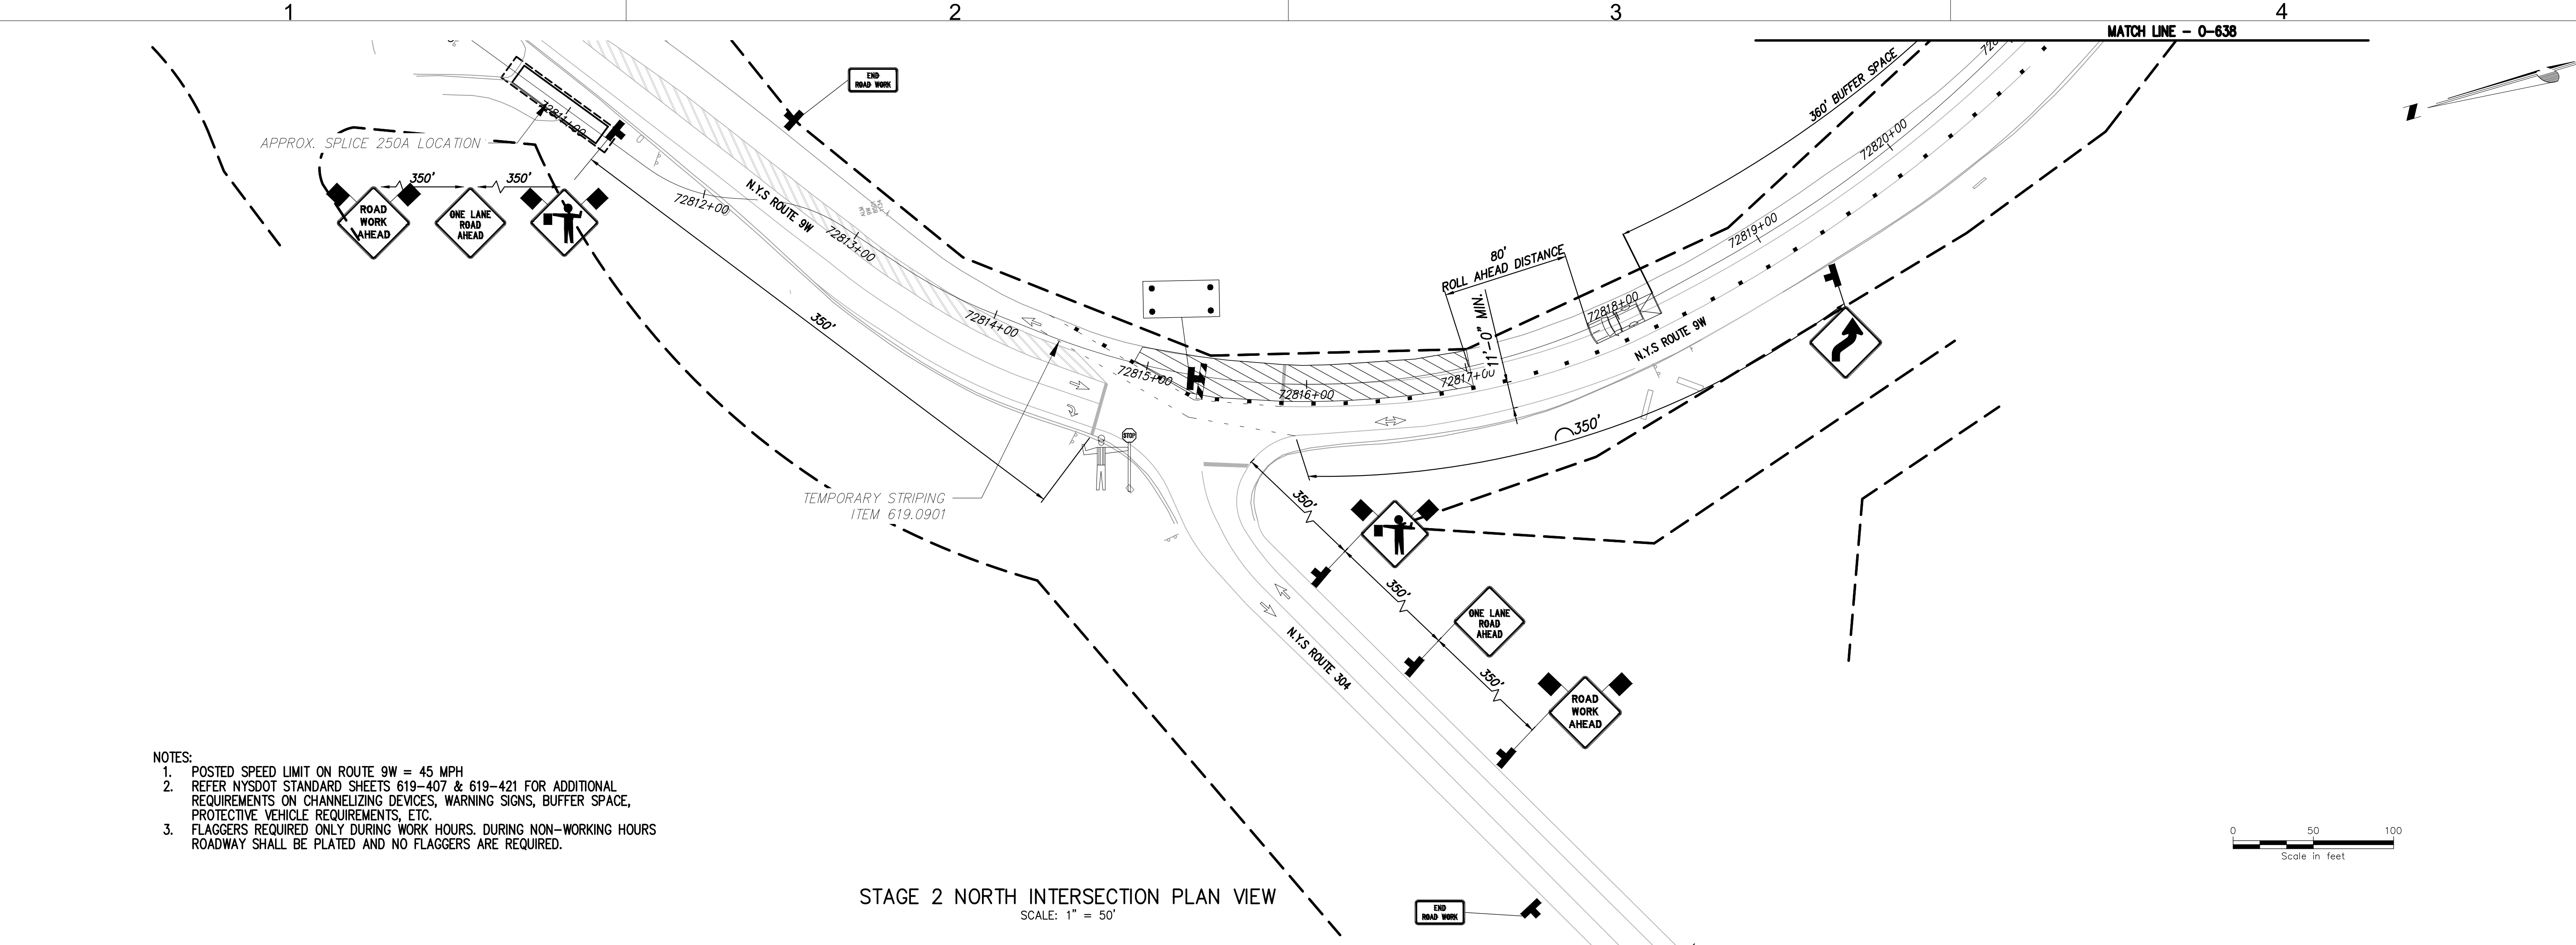 1
2
3
4
MATCH LINE - 0-638
END
ROAD WORK
360' BUFFER SPACE
72811+00
APPROX. SPLICE 250A LOCATION
350'
350'
ROAD
WORK
AHEAD
ONE LANE
ROAD
AHEAD
72812+00
N.Y.S ROUTE 9W
72813+00
72814+00
350'
72815+00
72816+00
72817+00
80'
ROLL AHEAD DISTANCE
11'-0" MIN.
72818+00
72819+00
72820+00
N.Y.S ROUTE 9W
STOP
350'
TEMPORARY STRIPING
ITEM 619.0901
350'
350'
350'
ONE LANE
ROAD
AHEAD
ROAD
WORK
AHEAD
N.Y.S ROUTE 304
NOTES:
1. POSTED SPEED LIMIT ON ROUTE 9W = 45 MPH
2. REFER NYSDOT STANDARD SHEETS 619-407 & 619-421 FOR ADDITIONAL
REQUIREMENTS ON CHANNELIZING DEVICES, WARNING SIGNS, BUFFER SPACE,
PROTECTIVE VEHICLE REQUIREMENTS, ETC.
3. FLAGGERS REQUIRED ONLY DURING WORK HOURS. DURING NON-WORKING HOURS
ROADWAY SHALL BE PLATED AND NO FLAGGERS ARE REQUIRED.
0 50 100
Scale in feet
STAGE 2 NORTH INTERSECTION PLAN VIEW
SCALE: 1" = 50'
END
ROAD WORK